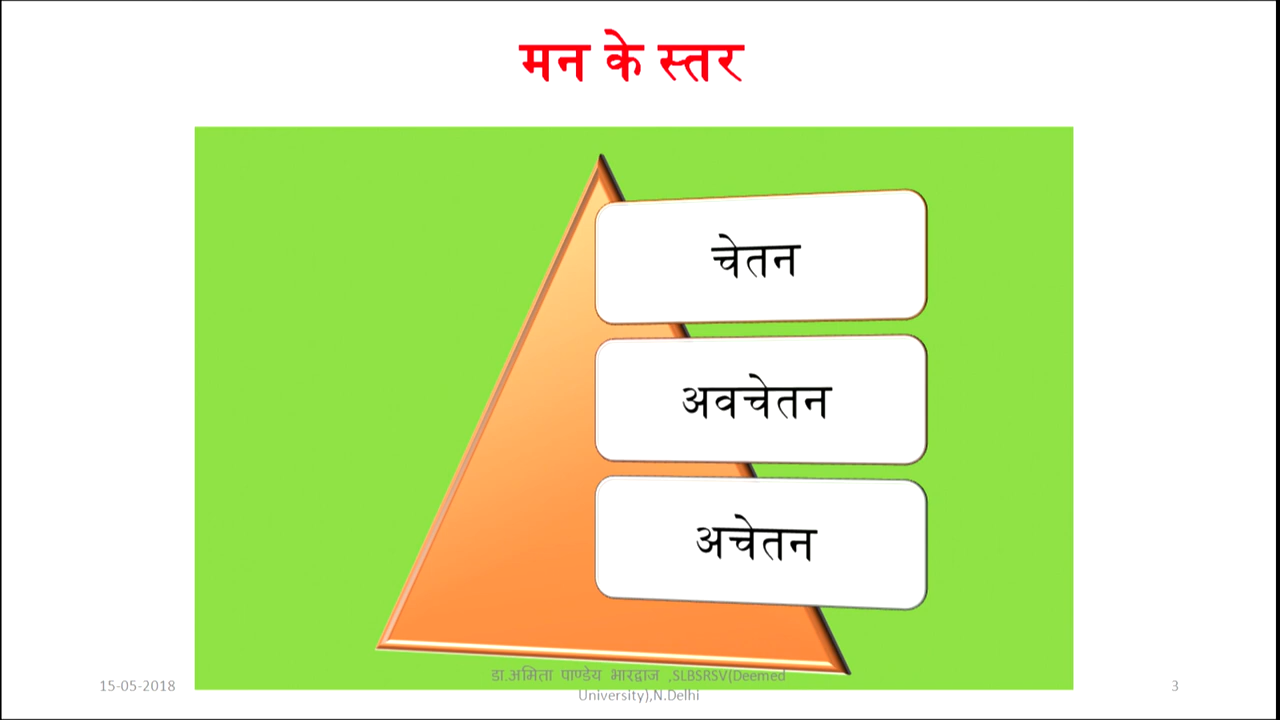 मन के स्तर
चेतन
अवचेतन
अचेतन
15-05-2018
डा.अमिता पाण्डेय भारद्वाज ,SLBSRSV(Deemed
University),N.Delhi
3